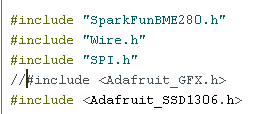 #include "SparkFunBME280.h"
#include "Wire.h"
#include "SPI.h"
//#include <Adafruit_GFX.h>
#include <Adafruit_SSD1306.h>